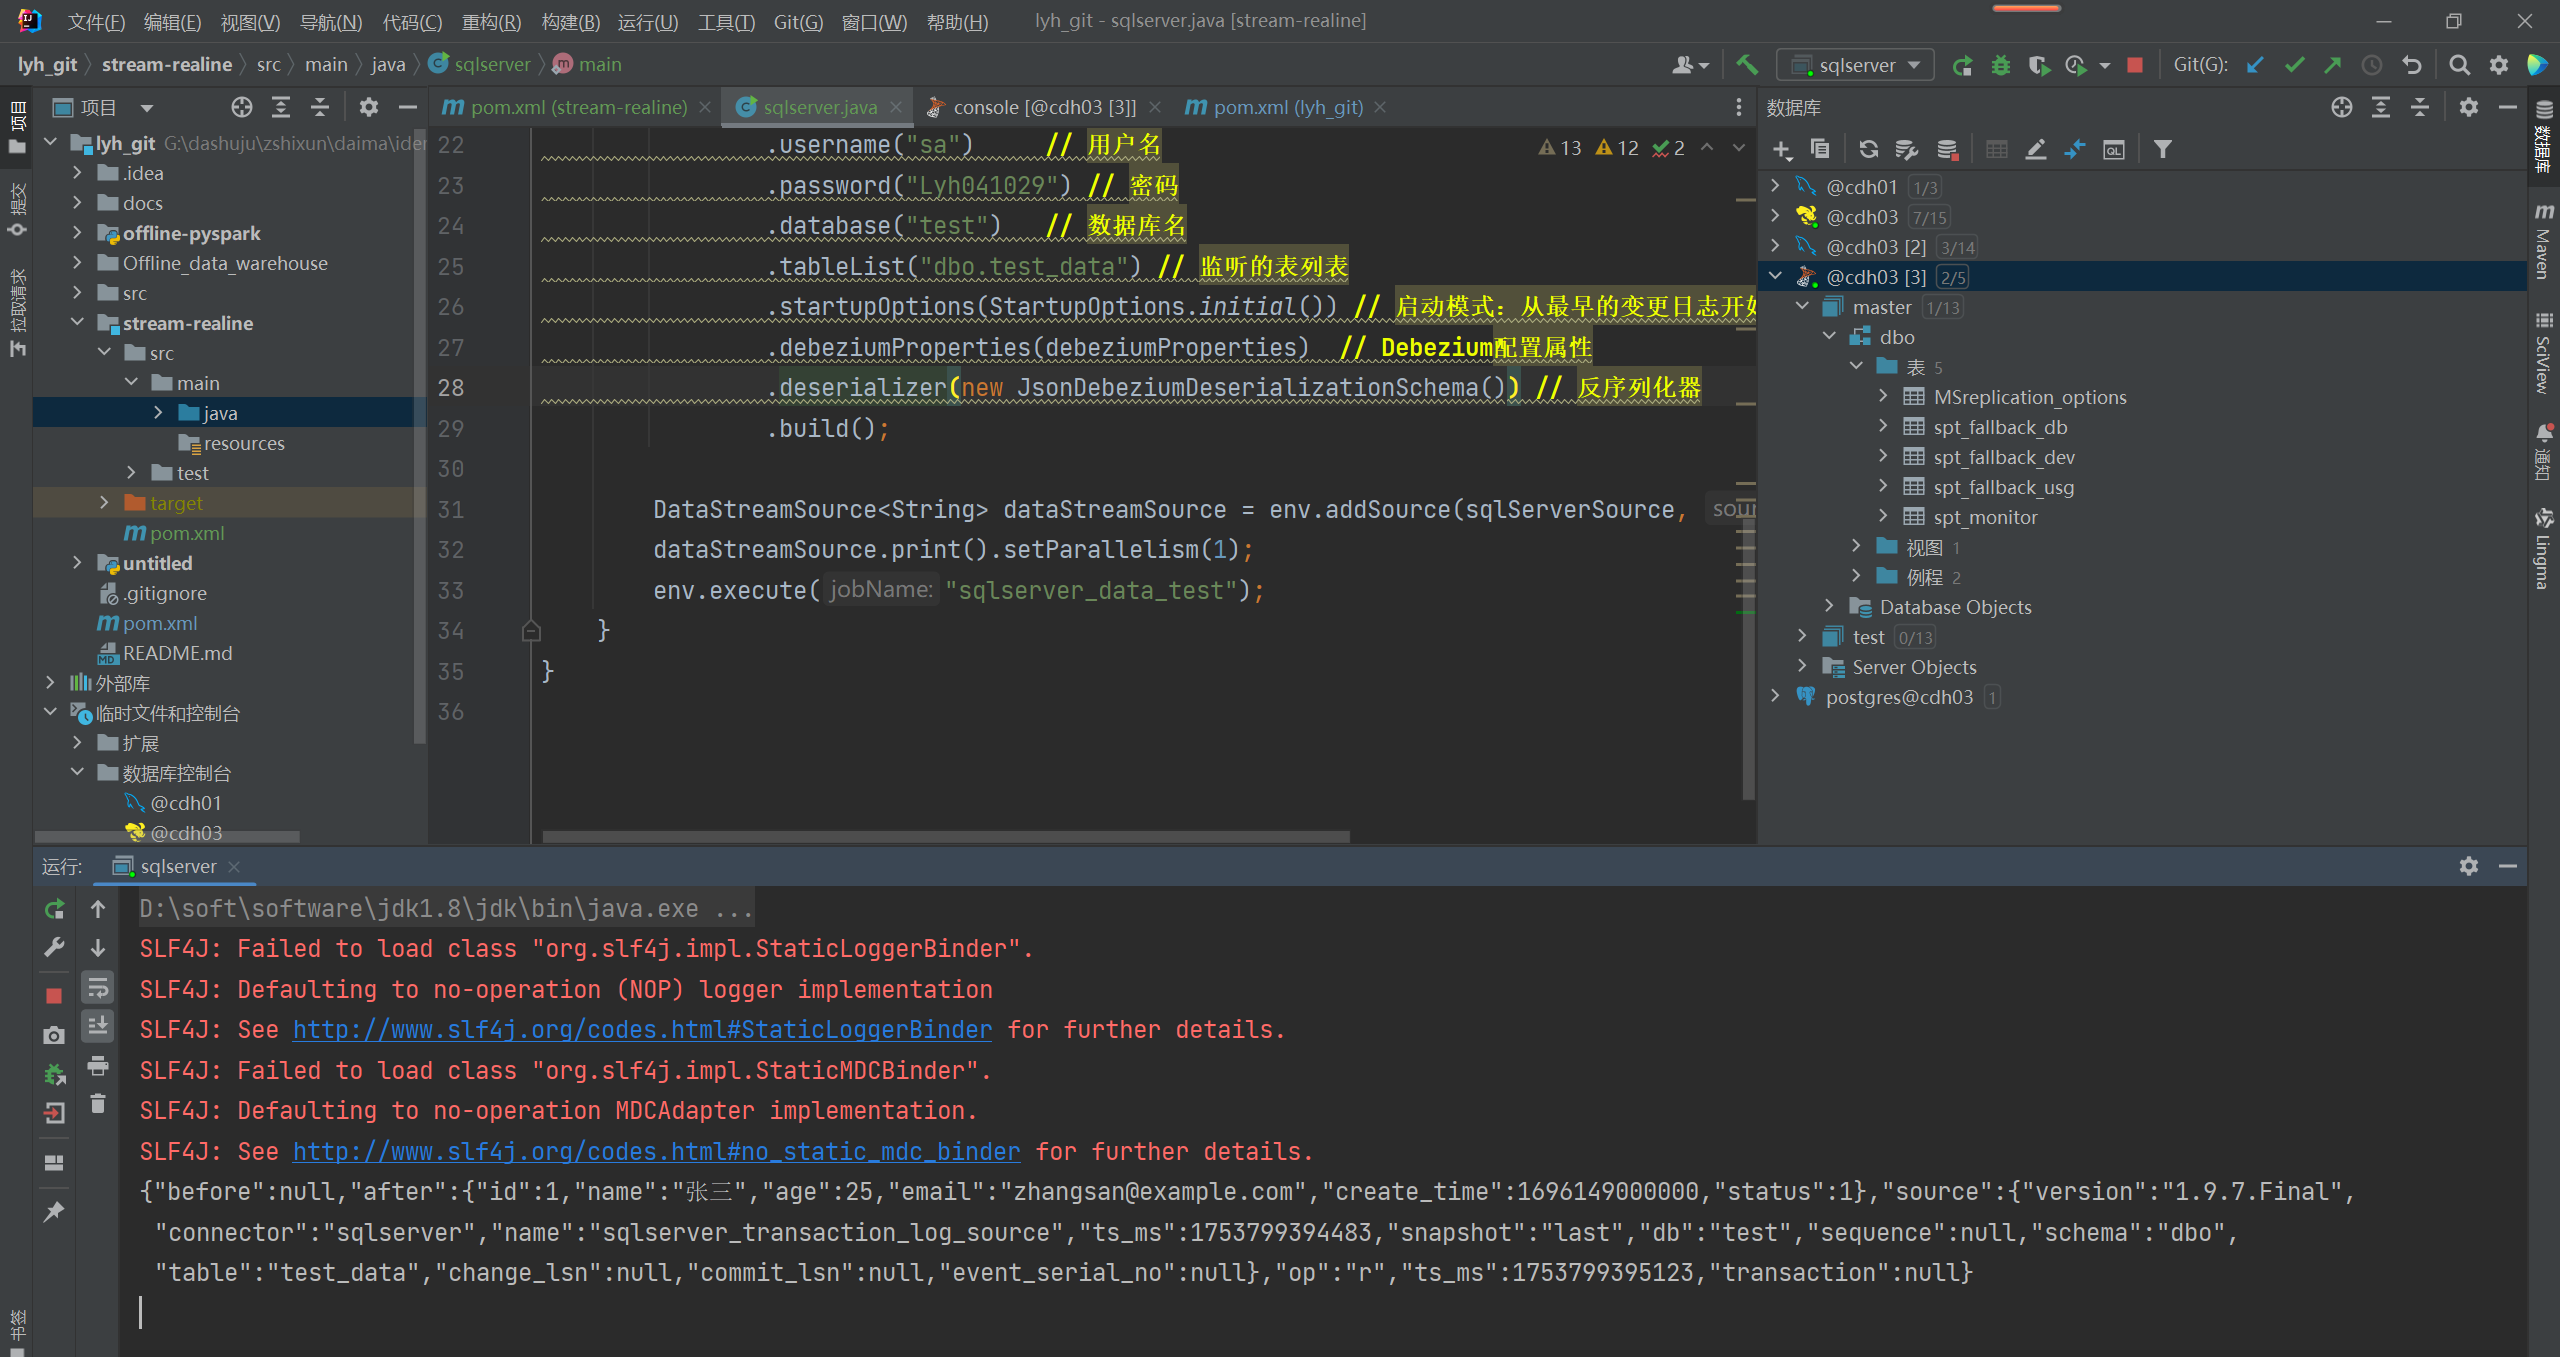 文件(F) 编辑(E) 视图(V) 导航(N) 代码(C) 重构(R) 构建(B) 运行(U) 工具(T) Git(G) 窗口(W) 帮助(H) lyh_git - sqlserver.java [stream-realine]
lyh_git stream-realine src main java sqlserver main sqlserver Git(G):
项目
pom.xml (stream-realine) sqlserver.java console [@cdh03 [3]] pom.xml (lyh_git)
数据库
项目
提交
拉取请求
书签
lyh_git G:\dashuju\zshixun\daima\ider
.idea
docs
offline-pyspark
Offline_data_warehouse
src
stream-realine
src
main
java
resources
test
target
pom.xml
untitled
.gitignore
pom.xml
README.md
外部库
临时文件和控制台
扩展
数据库控制台
@cdh01
@cdh03
13 12 2
22 .username("sa") // 用户名
23 .password("Lyh041029") // 密码
24 .database("test") // 数据库名
25 .tableList("dbo.test_data") // 监听的表列表
26 .startupOptions(StartupOptions.initial()) // 启动模式：从最早的变更日志开始
27 .debeziumProperties(debeziumProperties) // Debezium配置属性
28 .deserializer(new JsonDebeziumDeserializationSchema()) // 反序列化器
29 .build();
30
31 DataStreamSource<String> dataStreamSource = env.addSource(sqlServerSource, sour
32 dataStreamSource.print().setParallelism(1);
33 env.execute( jobName: "sqlserver_data_test");
34 }
35 }
36
@cdh01 1/3
@cdh03 7/15
@cdh03 [2] 3/14
@cdh03 [3] 2/5
master 1/13
dbo
表 5
MSreplication_options
spt_fallback_db
spt_fallback_dev
spt_fallback_usg
spt_monitor
视图 1
例程 2
Database Objects
test 0/13
Server Objects
postgres@cdh03 1
数据库
Maven
SciView
通知
Lingma
运行: sqlserver
D:\soft\software\jdk1.8\jdk\bin\java.exe ...
SLF4J: Failed to load class "org.slf4j.impl.StaticLoggerBinder".
SLF4J: Defaulting to no-operation (NOP) logger implementation
SLF4J: See http://www.slf4j.org/codes.html#StaticLoggerBinder for further details.
SLF4J: Failed to load class "org.slf4j.impl.StaticMDCBinder".
SLF4J: Defaulting to no-operation MDCAdapter implementation.
SLF4J: See http://www.slf4j.org/codes.html#no_static_mdc_binder for further details.
{"before":null,"after":{"id":1,"name":"张三","age":25,"email":"zhangsan@example.com","create_time":1696149000000,"status":1},"source":{"version":"1.9.7.Final",
"connector":"sqlserver","name":"sqlserver_transaction_log_source","ts_ms":1753799394483,"snapshot":"last","db":"test","sequence":null,"schema":"dbo",
"table":"test_data","change_lsn":null,"commit_lsn":null,"event_serial_no":null},"op":"r","ts_ms":1753799395123,"transaction":null}